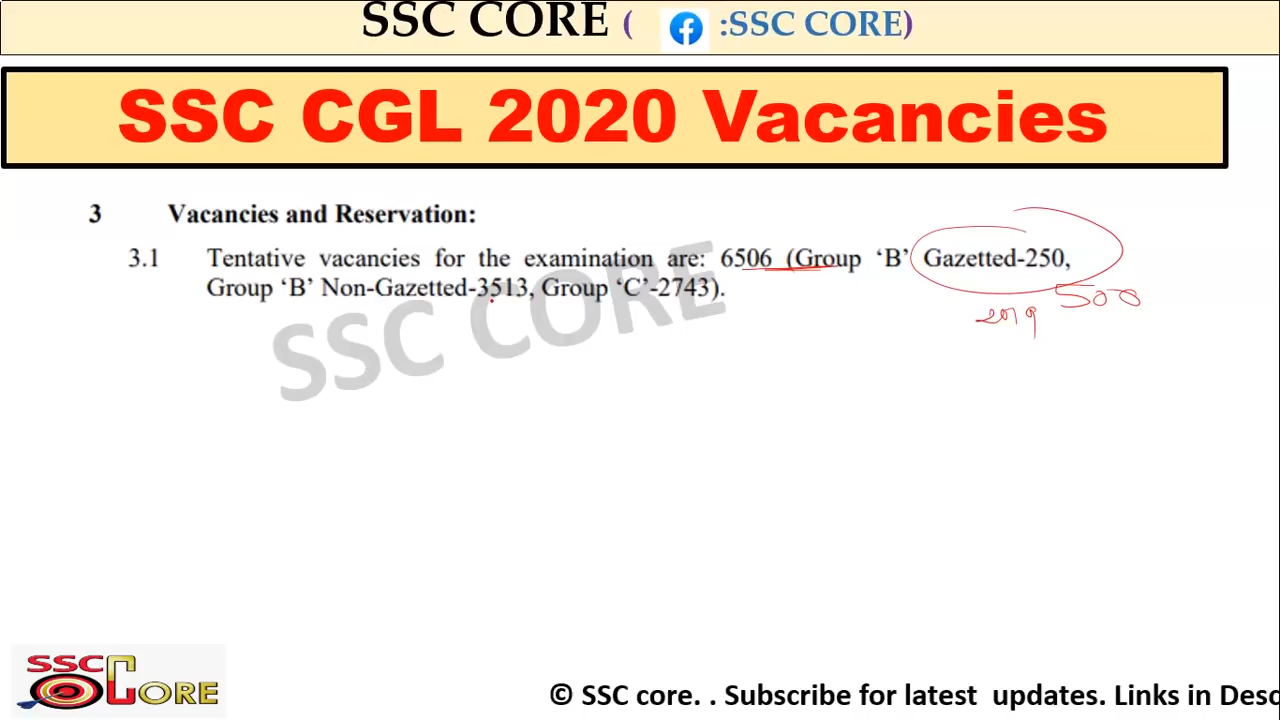 SSC CORE ( :SSC CORE)
SSC CGL 2020 Vacancies
3 Vacancies and Reservation:
3.1 Tentative vacancies for the examination are: 6506 (Group ‘B’ Gazetted-250,
Group ‘B’ Non-Gazetted-3513, Group ‘C’-2743).
500
2019
SSC CORE
SSC
CORE
© SSC core. . Subscribe for latest updates. Links in Desc